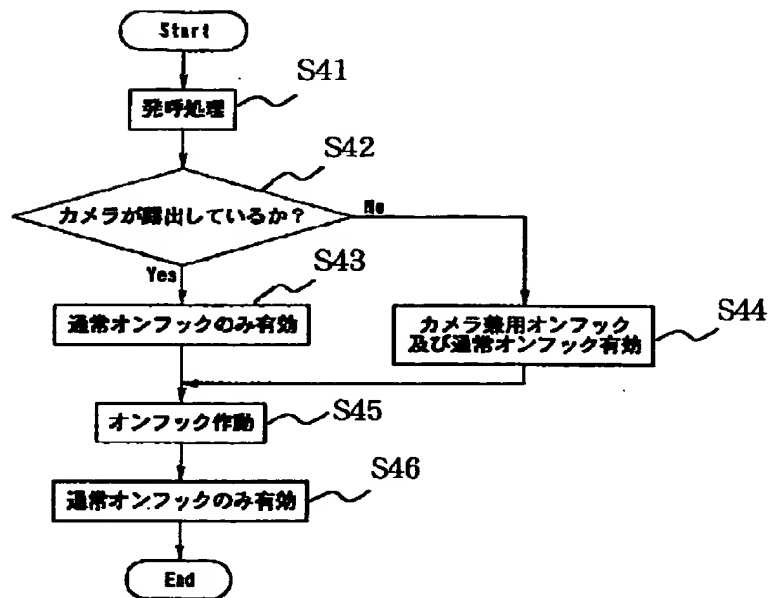 Start
S41
発呼処理
S42
カメラが露出しているか?
No
Yes
S43
通常オンフックのみ有効
カメラ兼用オンフック
及び通常オンフック有効
S44
オンフック作動
S45
通常オンフックのみ有効
S46
End